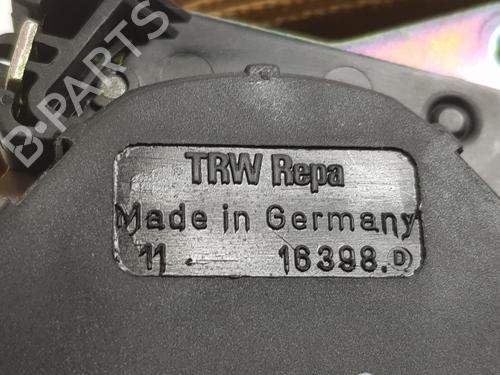 B-PARTS
TRW Repa
Made in Germany
11 16398.D